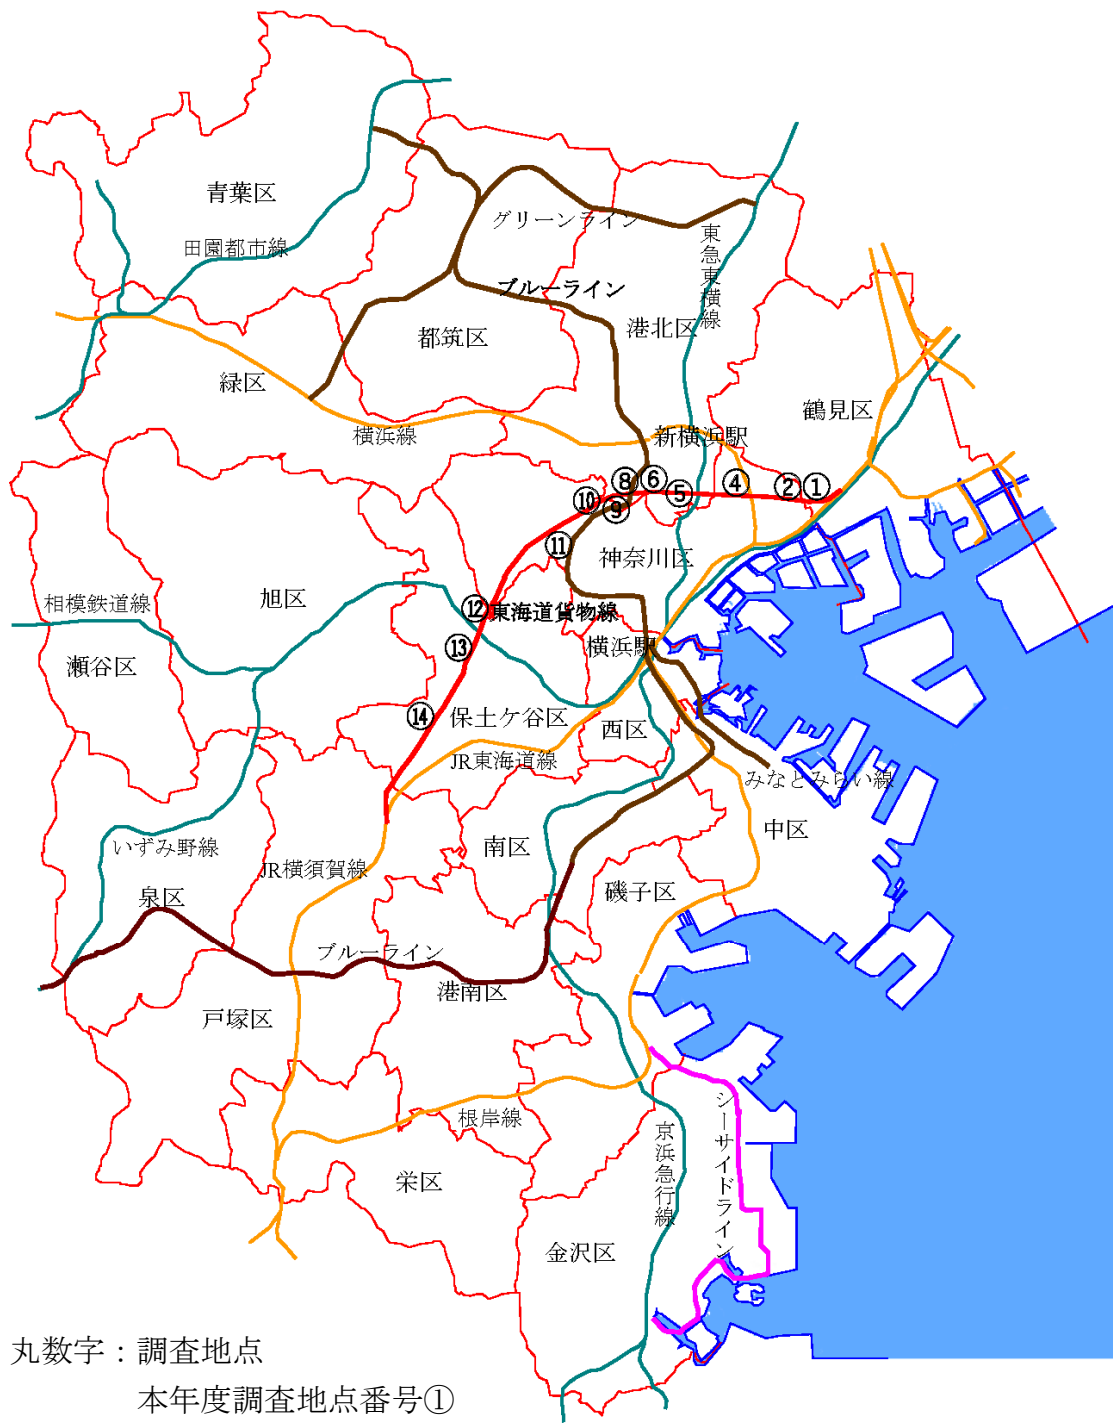 青葉区
グリーンライン
東急東横線
田園都市線
ブルーライン
港北区
都筑区
緑区
鶴見区
横浜線
新横浜駅
⑧
⑥
⑤
④
②
①
⑩
⑨
⑪
神奈川区
相模鉄道線
旭区
⑫
東海道貨物線
⑬
横浜駅
瀬谷区
⑭
保土ケ谷区
西区
JR東海道線
みなとみらい線
中区
いずみ野線
南区
JR横須賀線
泉区
磯子区
ブルーライン
港南区
戸塚区
根岸線
シーサイドライン
京浜急行線
栄区
金沢区
丸数字：調査地点
本年度調査地点番号①